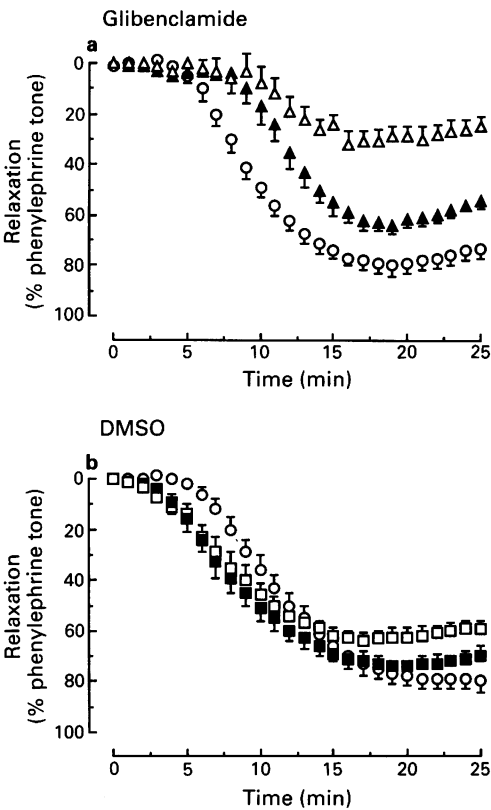 Glibenclamide
a
0
20
40
60
80
100
Relaxation
(% phenylephrine tone)
0 5 10 15 20 25
Time (min)
DMSO
b
0
20
40
60
80
100
Relaxation
(% phenylephrine tone)
0 5 10 15 20 25
Time (min)